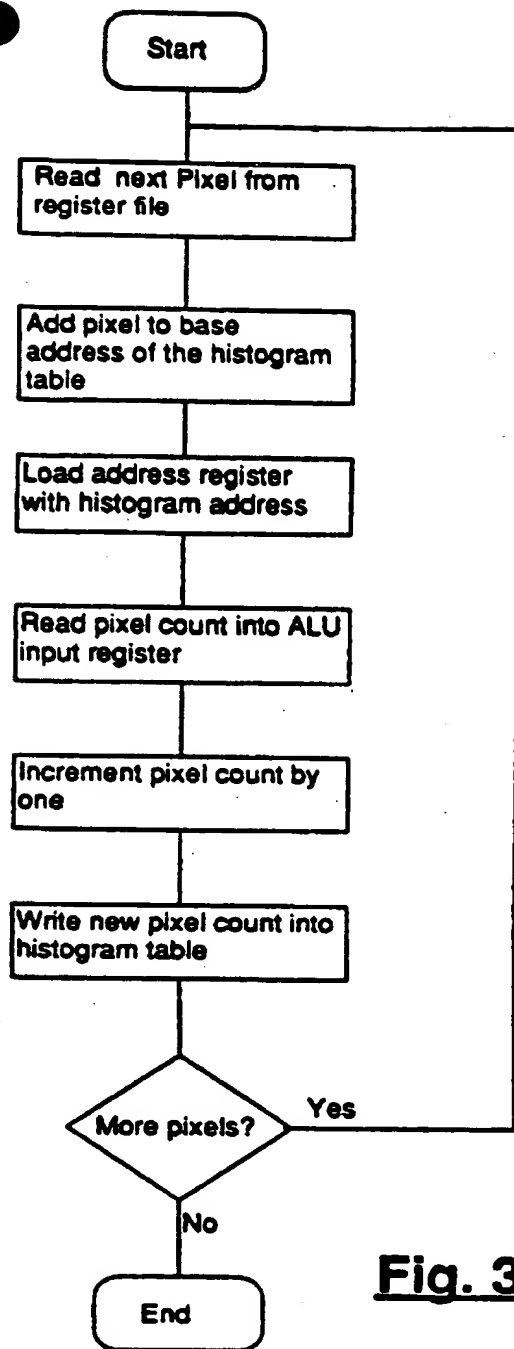 Start
Read next Pixel from
register file
Add pixel to base
address of the histogram
table
Load address register
with histogram address
Read pixel count into ALU
input register
Increment pixel count by
one
Write new pixel count into
histogram table
More pixels?
Yes
No
End
Fig. 3